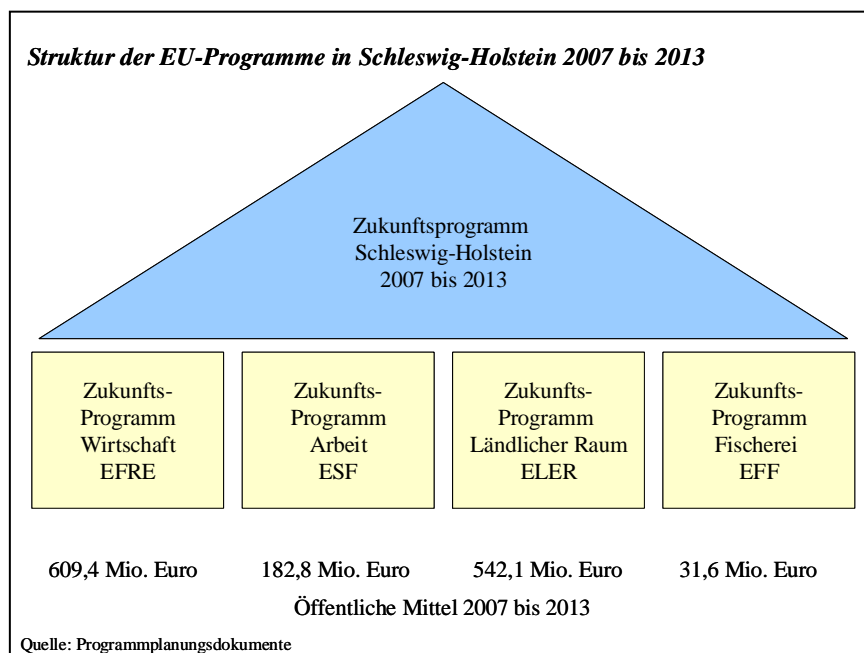 Struktur der EU-Programme in Schleswig-Holstein 2007 bis 2013
Zukunftsprogramm
Schleswig-Holstein
2007 bis 2013
Zukunfts-
Programm
Wirtschaft
EFRE
Zukunfts-
Programm
Arbeit
ESF
Zukunfts-
Programm
Ländlicher Raum
ELER
Zukunfts-
Programm
Fischerei
EFF
609,4 Mio. Euro 182,8 Mio. Euro 542,1 Mio. Euro 31,6 Mio. Euro
Öffentliche Mittel 2007 bis 2013
Quelle: Programmplanungsdokumente